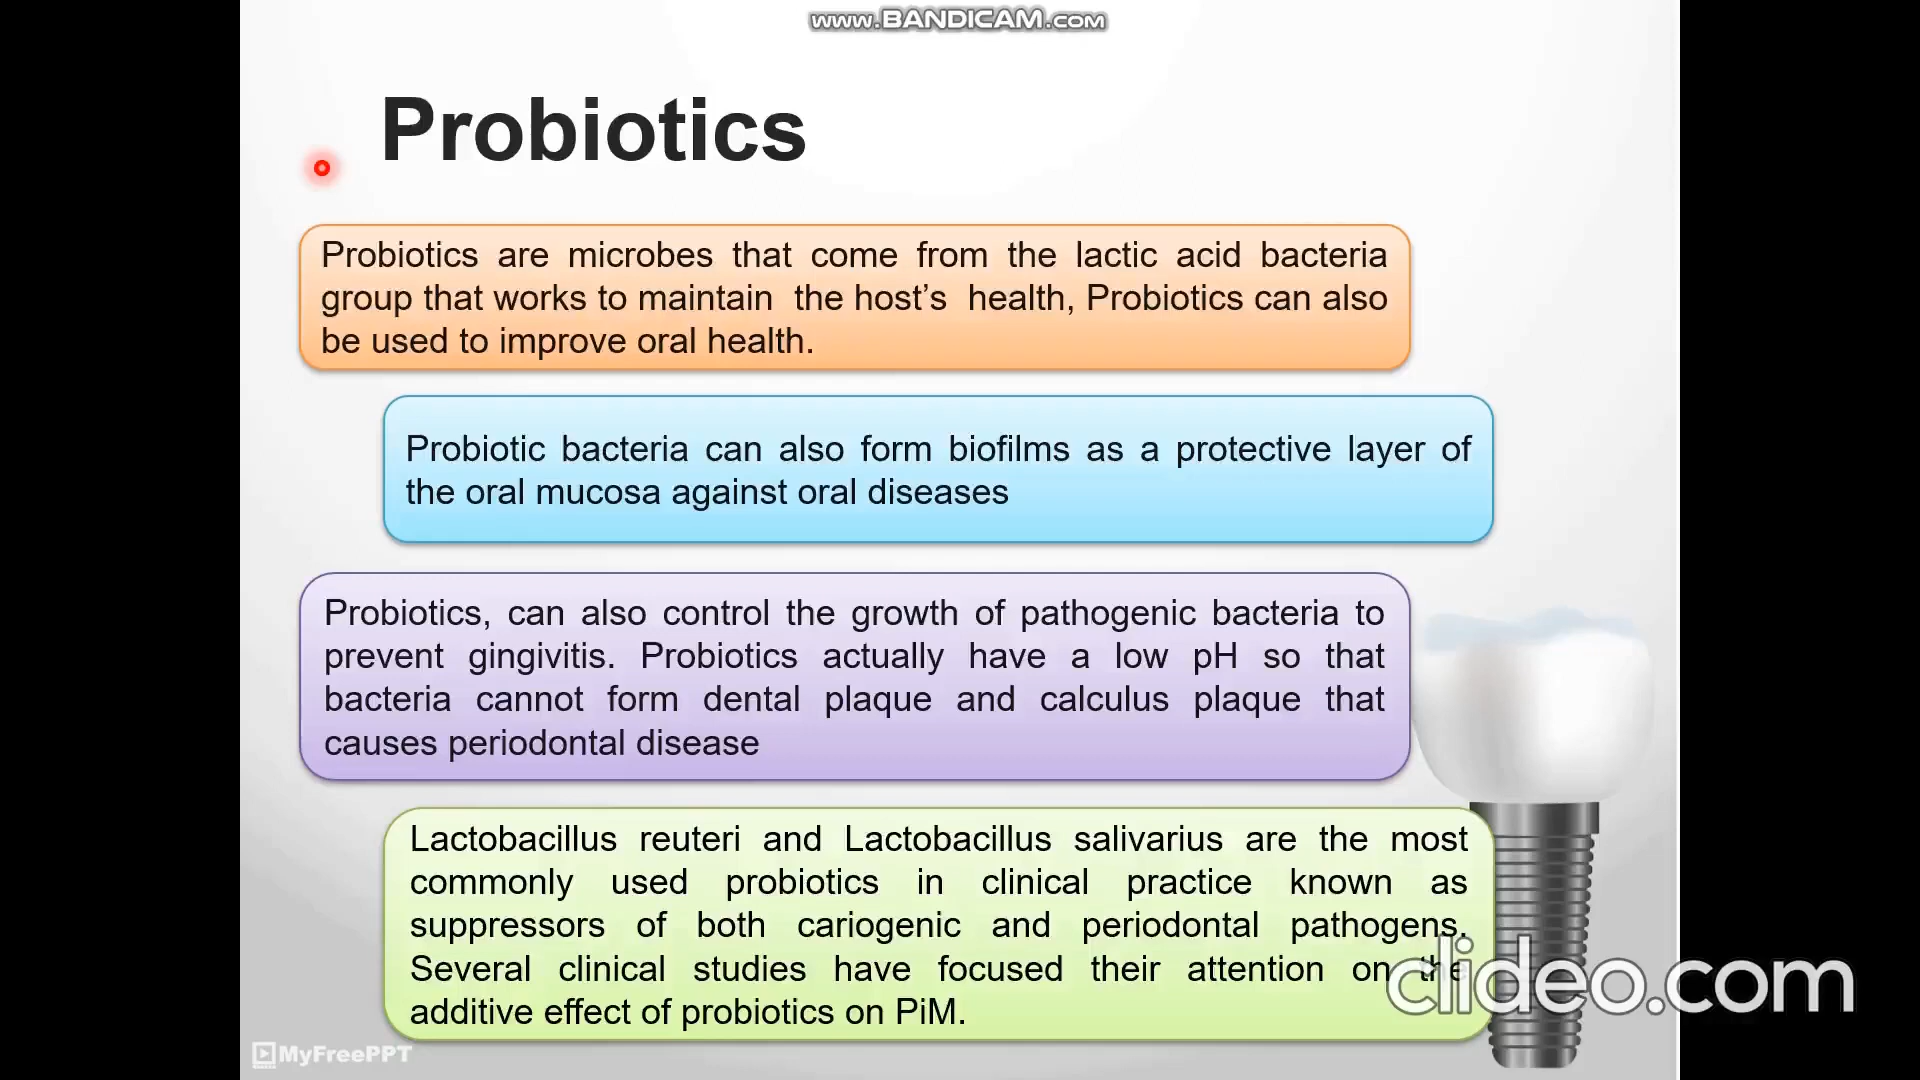 www.BANDICAM.com
Probiotics
Probiotics are microbes that come from the lactic acid bacteria
group that works to maintain the host’s health, Probiotics can also
be used to improve oral health.
Probiotic bacteria can also form biofilms as a protective layer of
the oral mucosa against oral diseases
Probiotics, can also control the growth of pathogenic bacteria to
prevent gingivitis. Probiotics actually have a low pH so that
bacteria cannot form dental plaque and calculus plaque that
causes periodontal disease
Lactobacillus reuteri and Lactobacillus salivarius are the most
commonly used probiotics in clinical practice known as
suppressors of both cariogenic and periodontal pathogens.
Several clinical studies have focused their attention on the
additive effect of probiotics on PiM.
clideo.com
MyFreePPT